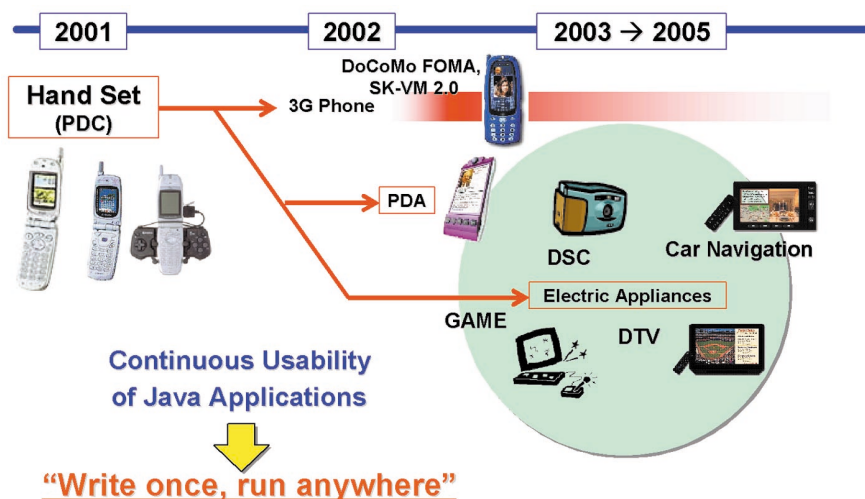 2001
2002
2003 → 2005
Hand Set
(PDC)
3G Phone
DoCoMo FOMA,
SK-VM 2.0
PDA
DSC
Car Navigation
Electric Appliances
GAME
DTV
Continuous Usability
of Java Applications
“Write once, run anywhere”